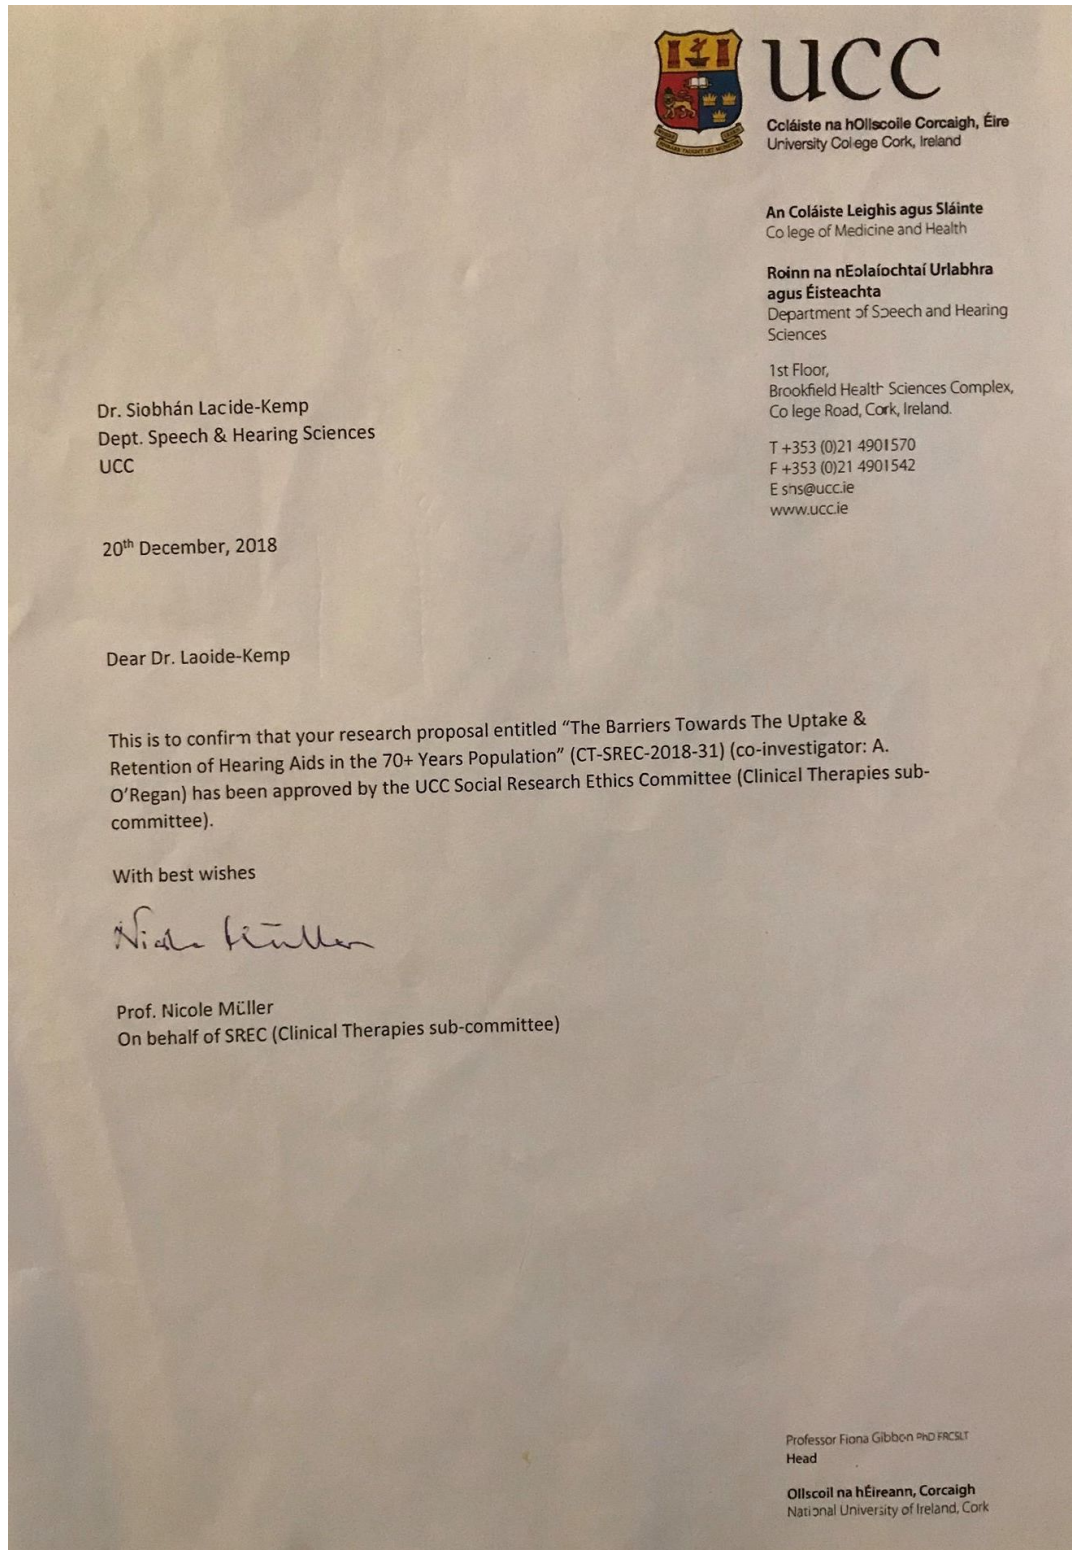 UCC
Coláiste na hOllscoile Corcaigh, Éire
University College Cork, Ireland
An Coláiste Leighis agus Sláinte
College of Medicine and Health
Roinn na nEolaíochtaí Urlabhra
agus Éisteachta
Department of Speech and Hearing
Sciences
1st Floor,
Brookfield Health Sciences Complex,
College Road, Cork, Ireland.
T +353 (0)21 4901570
F +353 (0)21 4901542
E shs@ucc.ie
www.ucc.ie
Dr. Siobhán Laoide-Kemp
Dept. Speech & Hearing Sciences
UCC
20th December, 2018
Dear Dr. Laoide-Kemp
This is to confirm that your research proposal entitled “The Barriers Towards The Uptake &
Retention of Hearing Aids in the 70+ Years Population” (CT-SREC-2018-31) (co-investigator: A.
O’Regan) has been approved by the UCC Social Research Ethics Committee (Clinical Therapies sub-
committee).
With best wishes
Nicole Müller
Prof. Nicole Müller
On behalf of SREC (Clinical Therapies sub-committee)
Professor Fiona Gibbon PhD FRCSLT
Head
Ollscoil na hÉireann, Corcaigh
National University of Ireland, Cork